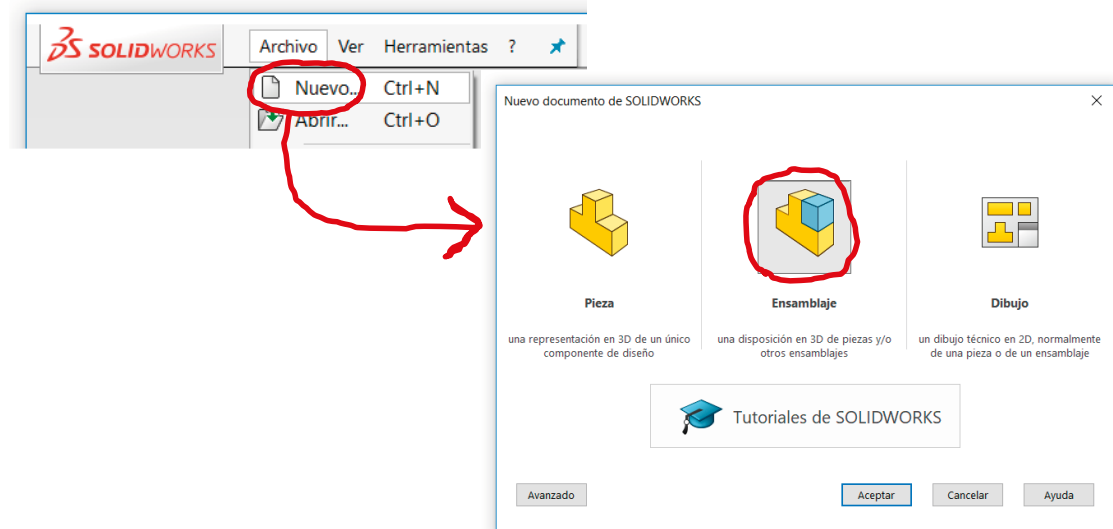 SOLIDWORKS
Archivo Ver Herramientas ?
Nuevo... Ctrl+N
Abrir... Ctrl+O
Nuevo documento de SOLIDWORKS
Pieza
una representación en 3D de un único
componente de diseño
Ensamblaje
una disposición en 3D de piezas y/o
otros ensamblajes
Dibujo
un dibujo técnico en 2D, normalmente
de una pieza o de un ensamblaje
Tutoriales de SOLIDWORKS
Avanzado Aceptar Cancelar Ayuda